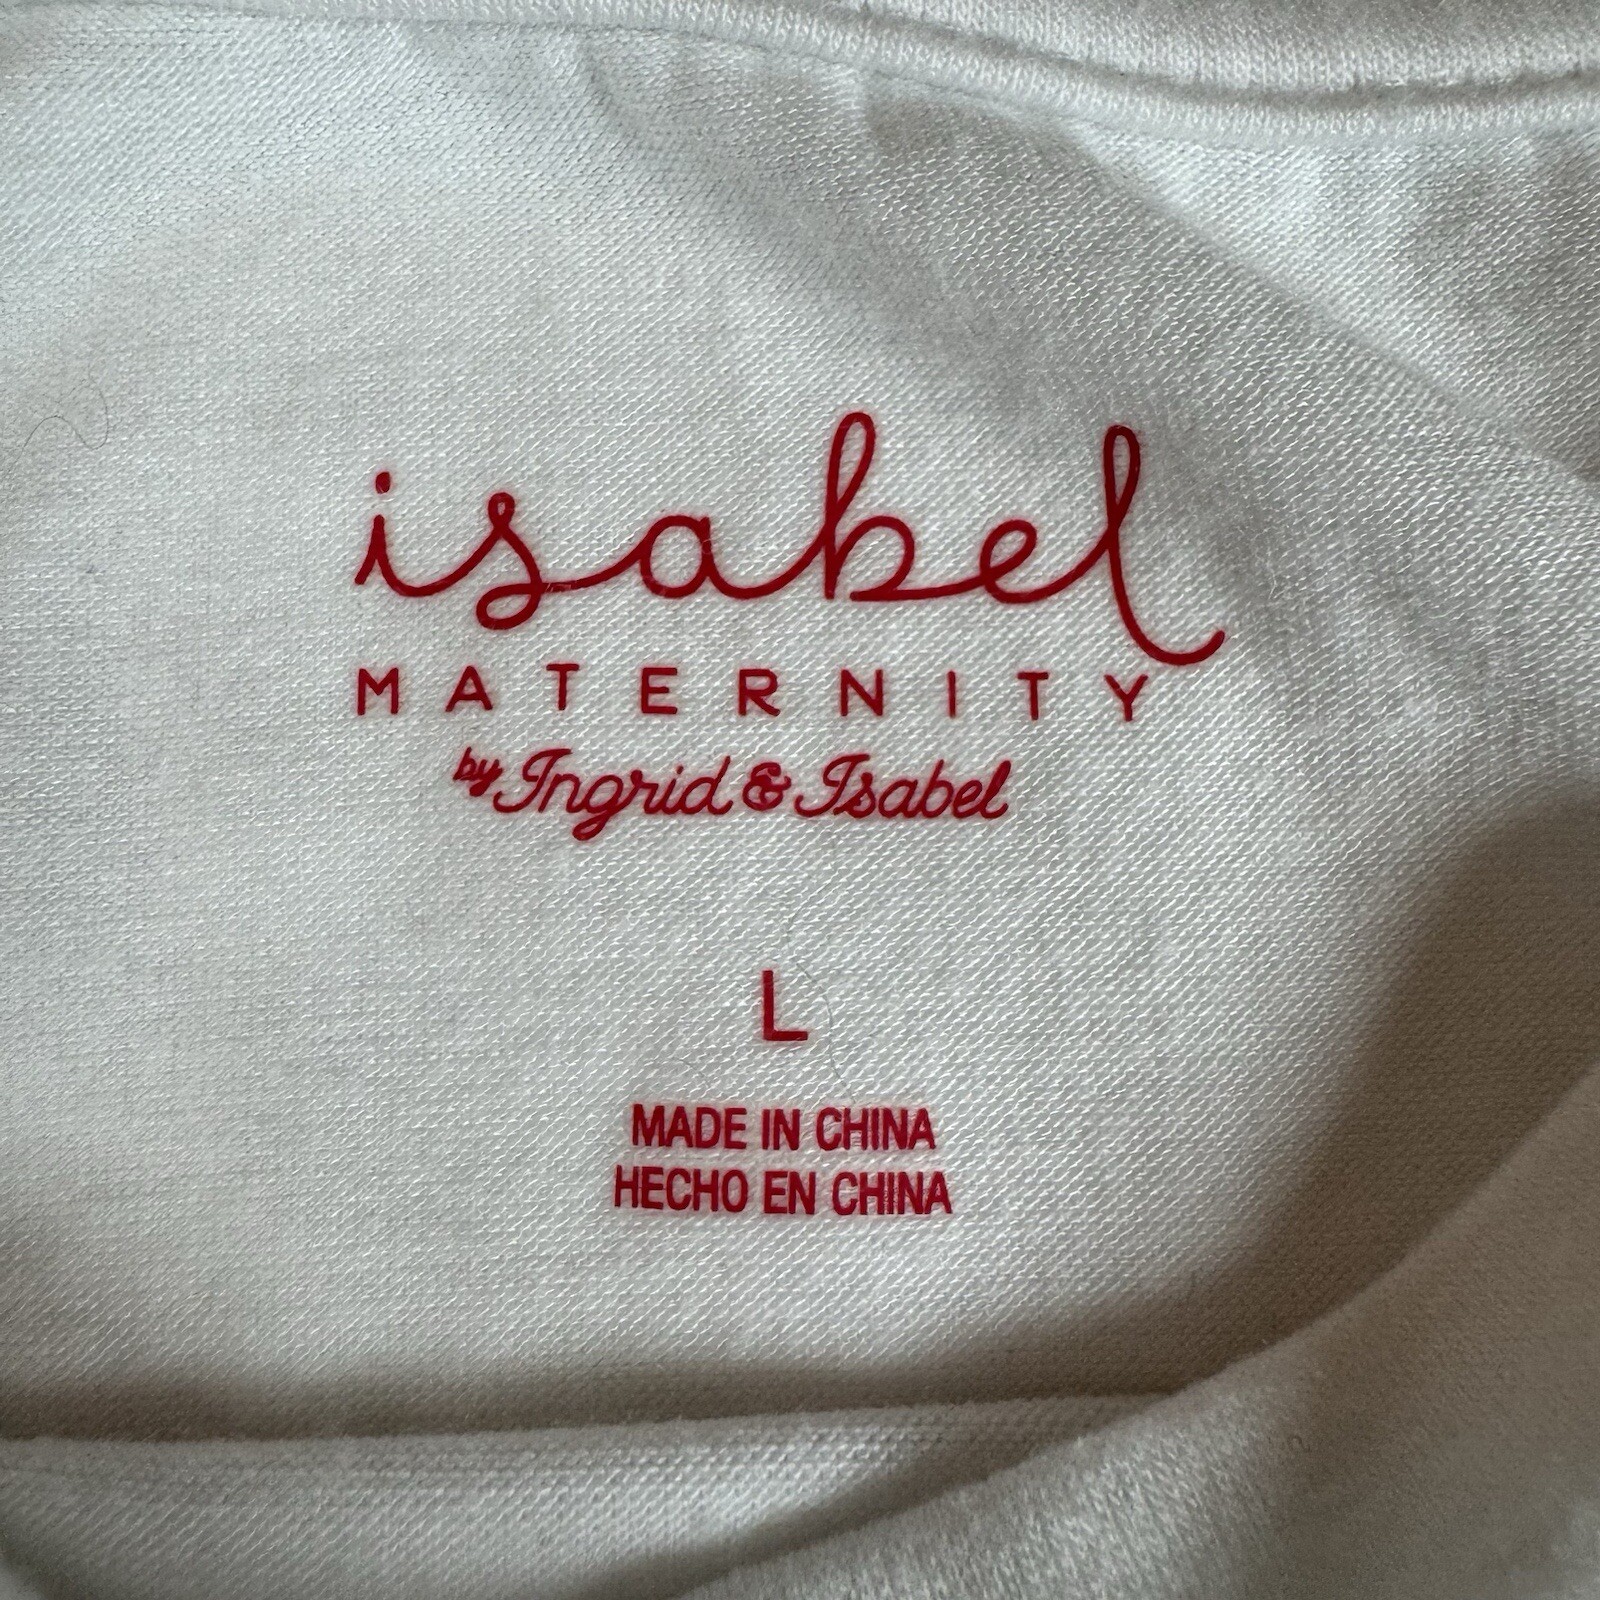 isabel
MATERNITY
by Ingrid & Isabel
L
MADE IN CHINA
HECHO EN CHINA